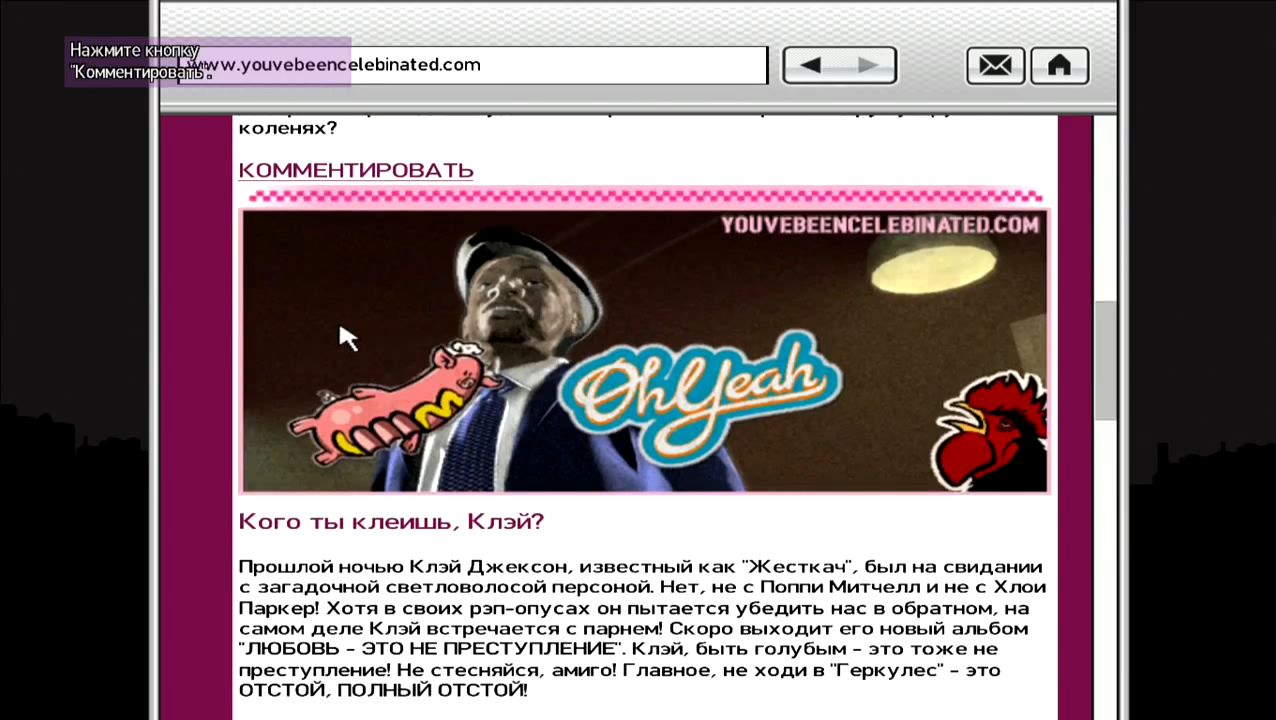 Нажмите кнопку
"Комментировать".
www.youvebeencelebinated.com
коленях?
КОММЕНТИРОВАТЬ
YOUVEBEENCELEBINATED.COM
Oh Yeah
Кого ты клеишь, Клэй?
Прошлой ночью Клэй Джексон, известный как "Жесткач", был на свидании
с загадочной светловолосой персоной. Нет, не с Поппи Митчелл и не с Хлои
Паркер! Хотя в своих рэп-опусах он пытается убедить нас в обратном, на
самом деле Клэй встречается с парнем! Скоро выходит его новый альбом
"ЛЮБОВЬ - ЭТО НЕ ПРЕСТУПЛЕНИЕ". Клэй, быть голубым - это тоже не
преступление! Не стесняйся, амиго! Главное, не ходи в "Геркулес" - это
ОТСТОЙ, ПОЛНЫЙ ОТСТОЙ!